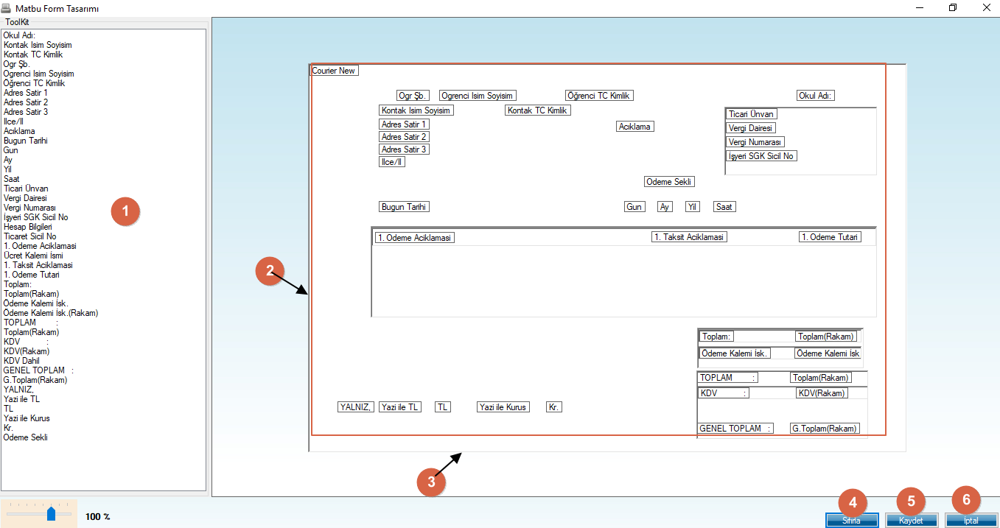 Matbu Form Tasarımı
ToolKit
Okul Adı:
Kontak Isim Soyisim
Kontak TC Kimlik
Ogr Şb.
Ogrenci Isim Soyisim
Öğrenci TC Kimlik
Adres Satir 1
Adres Satir 2
Adres Satir 3
Ilce/Il
Acıklama
Bugun Tarihi
Gun
Ay
Yil
Saat
Ticari Ünvan
Vergi Dairesi
Vergi Numarası
İşyeri SGK Sicil No
Hesap Bilgileri
Ticaret Sicil No
1. Odeme Aciklamasi
Ücret Kalemi İsmi
1. Taksit Aciklamasi
1. Odeme Tutari
Toplam:
Toplam(Rakam)
Ödeme Kalemi İsk.
Ödeme Kalemi İsk.(Rakam)
TOPLAM :
Toplam(Rakam)
KDV :
KDV(Rakam)
KDV Dahil
GENEL TOPLAM :
G.Toplam(Rakam)
YALNIZ,
Yazi ile TL
TL
Yazi ile Kurus
Kr.
Odeme Sekli
1
100 %
Courier New
Ogr Şb. Ogrenci Isim Soyisim Öğrenci TC Kimlik Okul Adı:
Kontak Isim Soyisim Kontak TC Kimlik Ticari Ünvan
Adres Satir 1 Acıklama Vergi Dairesi
Adres Satir 2 Vergi Numarası
Adres Satir 3 İşyeri SGK Sicil No
Ilce/Il
Odeme Sekli
Bugun Tarihi Gun Ay Yil Saat
1. Odeme Aciklamasi 1. Taksit Aciklamasi 1. Odeme Tutari
2
Toplam: Toplam(Rakam)
Ödeme Kalemi İsk. Ödeme Kalemi İsk
TOPLAM : Toplam(Rakam)
KDV : KDV(Rakam)
YALNIZ, Yazi ile TL TL Yazi ile Kurus Kr.
GENEL TOPLAM : G.Toplam(Rakam)
3
4 5 6
Sıfırla Kaydet İptal